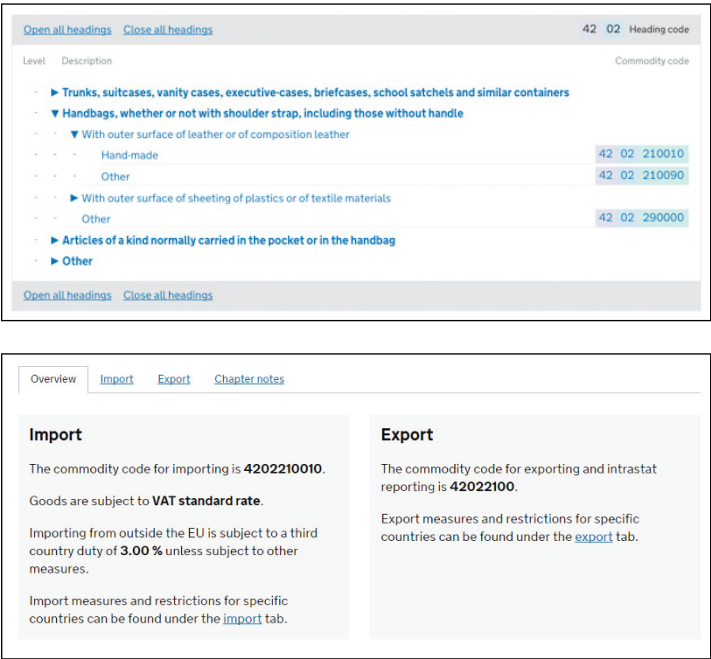 Open all headings Close all headings 42 02 Heading code
Level Description Commodity code
Trunks, suitcases, vanity cases, executive-cases, briefcases, school satchels and similar containers
Handbags, whether or not with shoulder strap, including those without handle
With outer surface of leather or of composition leather
Hand-made 42 02 210010
Other 42 02 210090
With outer surface of sheeting of plastics or of textile materials
Other 42 02 290000
Articles of a kind normally carried in the pocket or in the handbag
Other
Open all headings Close all headings
Overview Import Export Chapter notes
Import
The commodity code for importing is 4202210010.
Goods are subject to VAT standard rate.
Importing from outside the EU is subject to a third
country duty of 3.00 % unless subject to other
measures.
Import measures and restrictions for specific
countries can be found under the import tab.
Export
The commodity code for exporting and intrastat
reporting is 42022100.
Export measures and restrictions for specific
countries can be found under the export tab.